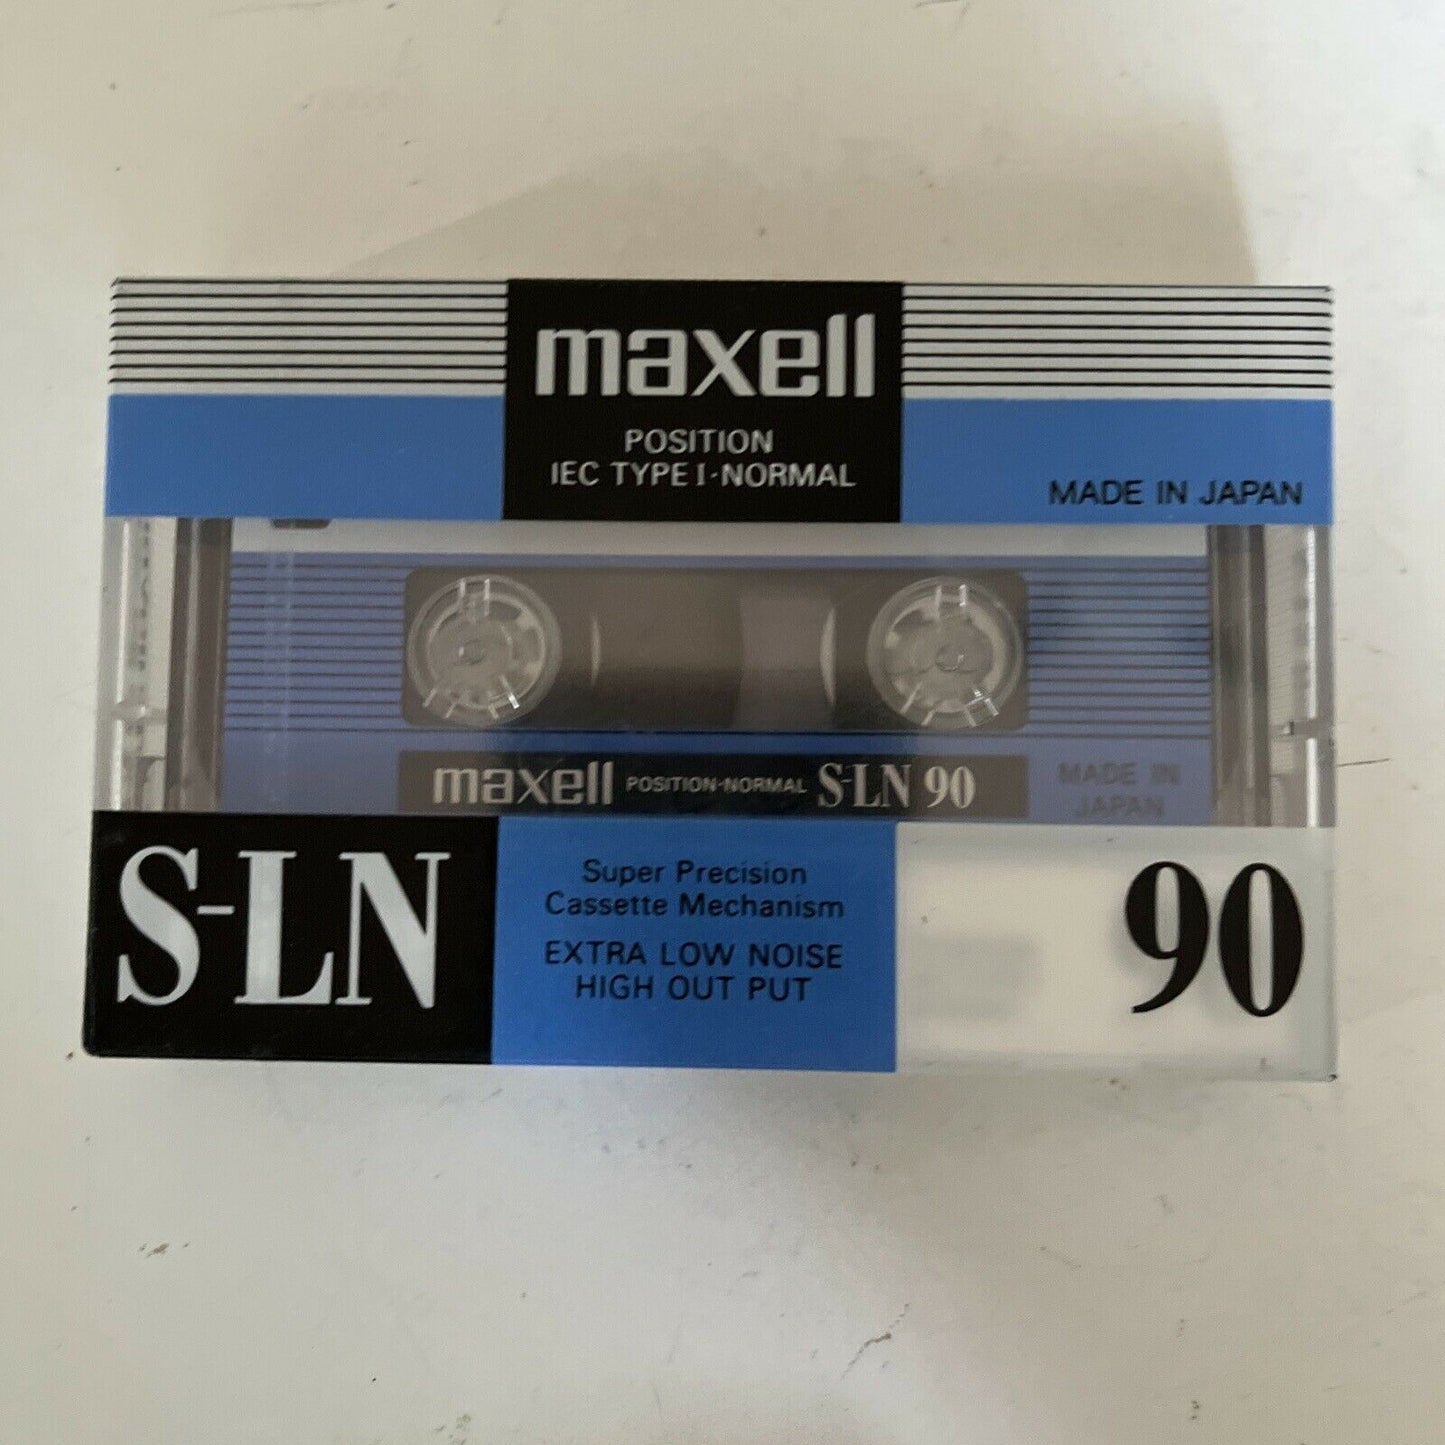 maxell
POSITION
IEC TYPE I·NORMAL
MADE IN JAPAN
maxell POSITION·NORMAL S-LN 90
MADE IN
JAPAN
S-LN
Super Precision
Cassette Mechanism
EXTRA LOW NOISE
HIGH OUT PUT
90